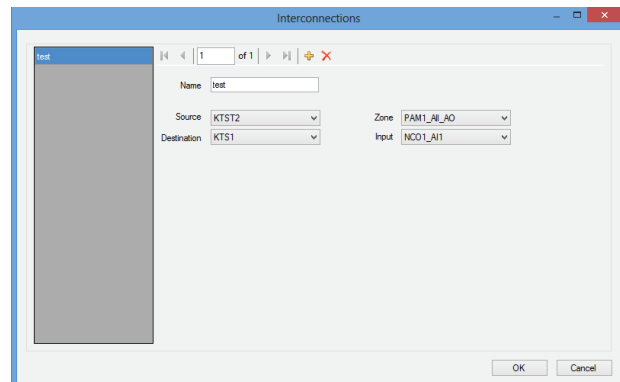 Interconnections
test
1 of 1
Name test
Source KTST2 Zone PAM1_All_AO
Destination KTS1 Input NCO1_AI1
OK Cancel